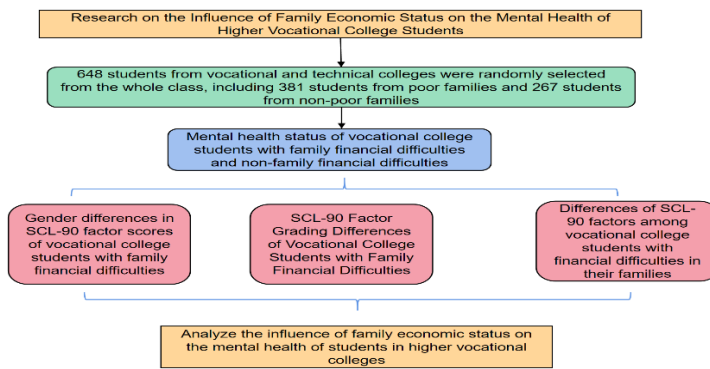 Research on the Influence of Family Economic Status on the Mental Health of
Higher Vocational College Students
648 students from vocational and technical colleges were randomly selected
from the whole class, including 381 students from poor families and 267 students
from non-poor families
Mental health status of vocational college
students with family financial difficulties
and non-family financial difficulties
Gender differences in
SCL-90 factor scores
of vocational college
students with family
financial difficulties
SCL-90 Factor
Grading Differences
of Vocational College
Students with Family
Financial Difficulties
Differences of SCL-
90 factors among
vocational college
students with
financial difficulties in
their families
Analyze the influence of family economic status on
the mental health of students in higher vocational
colleges